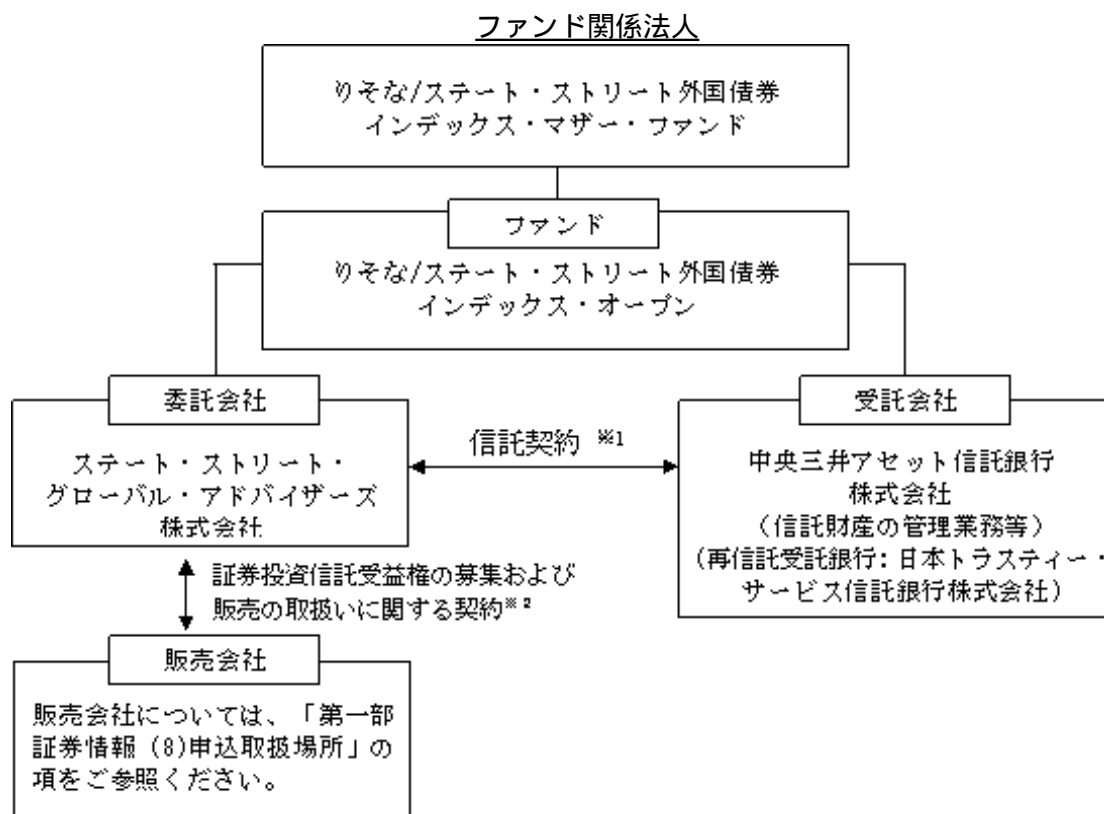 ファンド関係法人
りそな/ステート・ストリート外国債券
インデックス・マザー・ファンド
ファンド
りそな/ステート・ストリート外国債券
インデックス・オープン
委託会社
ステート・ストリート・
グローバル・アドバイザーズ
株式会社
信託契約 ※1
受託会社
中央三井アセット信託銀行
株式会社
(信託財産の管理業務等)
(再信託受託銀行:日本トラスティー・
サービス信託銀行株式会社)
証券投資信託受益権の募集および
販売の取扱いに関する契約※2
販売会社
販売会社については、「第一部
証券情報 (8)申込取扱場所」の
項をご参照ください。